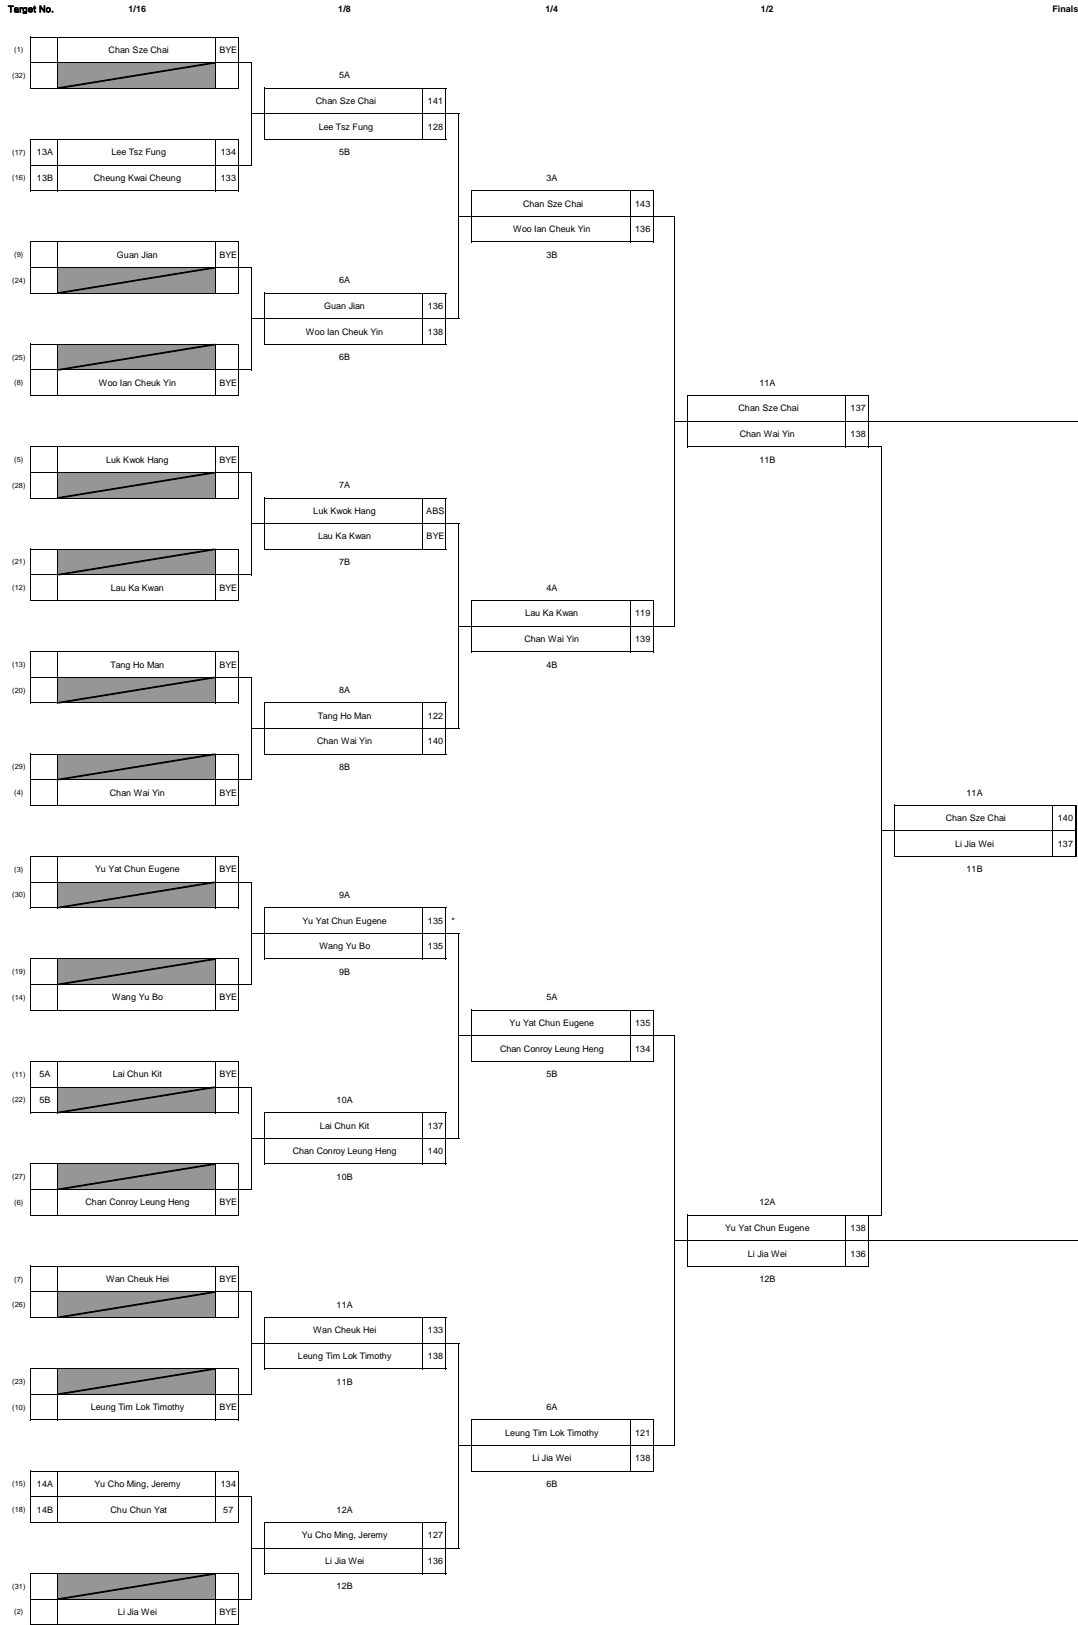 Target No. 1/16 1/8 1/4 1/2 Finals
(1) Chan Sze Chai BYE
(32)
5A
Chan Sze Chai 141
Lee Tsz Fung 128
5B
(17) 13A Lee Tsz Fung 134
(16) 13B Cheung Kwai Cheung 133
3A
Chan Sze Chai 143
Woo Ian Cheuk Yin 136
3B
(9) Guan Jian BYE
(24)
6A
Guan Jian 136
Woo Ian Cheuk Yin 138
6B
(25)
(8) Woo Ian Cheuk Yin BYE
11A
Chan Sze Chai 137
Chan Wai Yin 138
11B
(5) Luk Kwok Hang BYE
(28)
7A
Luk Kwok Hang ABS
Lau Ka Kwan BYE
7B
(21)
(12) Lau Ka Kwan BYE
4A
Lau Ka Kwan 119
Chan Wai Yin 139
4B
(13) Tang Ho Man BYE
(20)
8A
Tang Ho Man 122
Chan Wai Yin 140
8B
(29)
(4) Chan Wai Yin BYE
11A
Chan Sze Chai 140
Li Jia Wei 137
11B
(3) Yu Yat Chun Eugene BYE
(30)
9A
Yu Yat Chun Eugene 135 *
Wang Yu Bo 135
9B
(19)
(14) Wang Yu Bo BYE
5A
Yu Yat Chun Eugene 135
Chan Conroy Leung Heng 134
5B
(11) 5A Lai Chun Kit BYE
(22) 5B
10A
Lai Chun Kit 137
Chan Conroy Leung Heng 140
10B
(27)
(6) Chan Conroy Leung Heng BYE
12A
Yu Yat Chun Eugene 138
Li Jia Wei 136
12B
(7) Wan Cheuk Hei BYE
(26)
11A
Wan Cheuk Hei 133
Leung Tim Lok Timothy 138
11B
(23)
(10) Leung Tim Lok Timothy BYE
6A
Leung Tim Lok Timothy 121
Li Jia Wei 138
6B
(15) 14A Yu Cho Ming, Jeremy 134
(18) 14B Chu Chun Yat 57
12A
Yu Cho Ming, Jeremy 127
Li Jia Wei 136
12B
(31)
(2) Li Jia Wei BYE